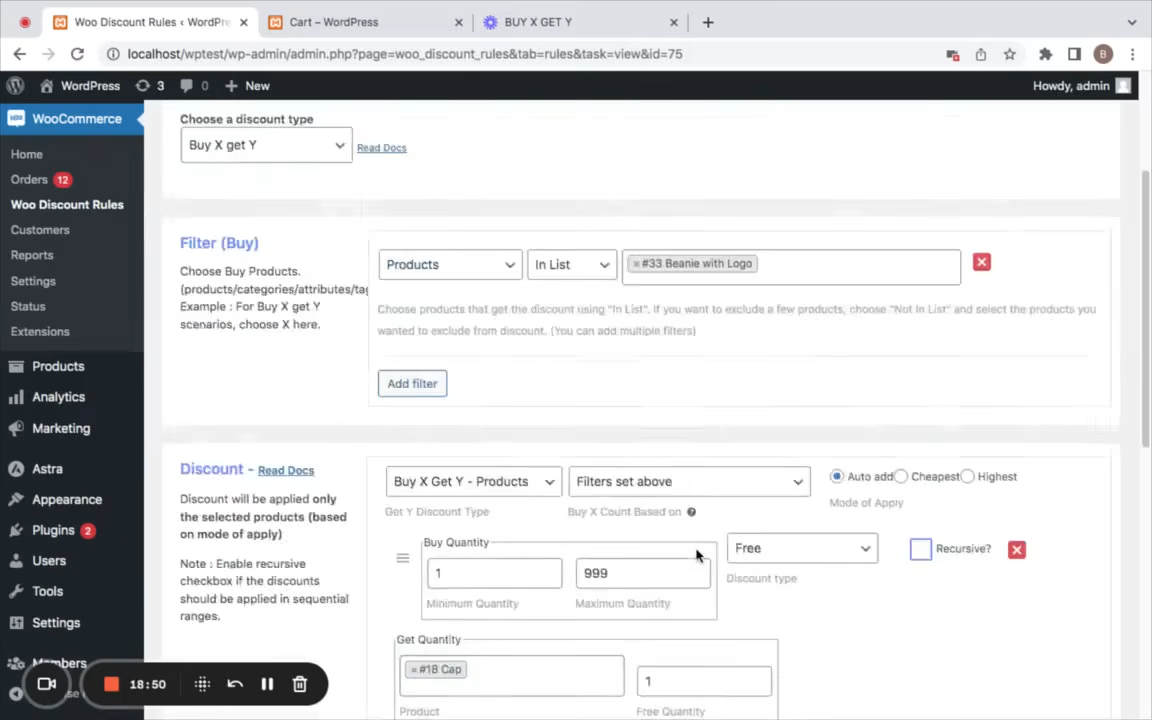 Woo Discount Rules ‹ WordPre
Cart – WordPress
BUY X GET Y
localhost/wptest/wp-admin/admin.php?page=woo_discount_rules&tab=rules&task=view&id=75
B
WordPress
3
0
New
Howdy, admin
WooCommerce
Home
Orders 12
Woo Discount Rules
Customers
Reports
Settings
Status
Extensions
Products
Analytics
Marketing
Astra
Appearance
Plugins 2
Users
Tools
Settings
Members
18:50
Choose a discount type
Buy X get Y
Read Docs
Filter (Buy)
Choose Buy Products.
(products/categories/attributes/tag
Example : For Buy X get Y
scenarios, choose X here.
Products
In List
×#33 Beanie with Logo
Choose products that get the discount using "In List". If you want to exclude a few products, choose "Not In List" and select the products you
wanted to exclude from discount. (You can add multiple filters)
Add filter
Discount - Read Docs
Discount will be applied only
the selected products (based
on mode of apply)
Note : Enable recursive
checkbox if the discounts
should be applied in sequential
ranges.
Buy X Get Y - Products
Filters set above
Auto add
Cheapest
Highest
Get Y Discount Type
Buy X Count Based on
Mode of Apply
Buy Quantity
1
999
Minimum Quantity
Maximum Quantity
Free
Discount type
Recursive?
Get Quantity
×#18 Cap
1
Product
Free Quantity